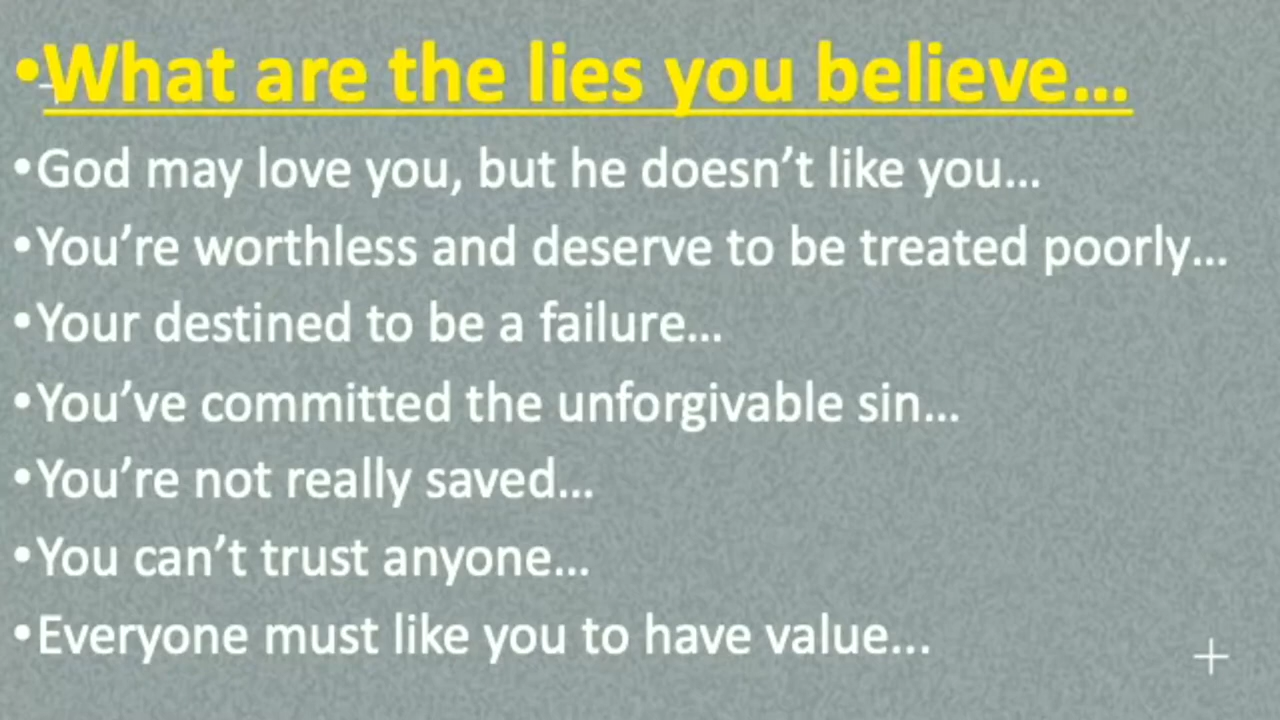 •What are the lies you believe...
•God may love you, but he doesn't like you...
•You're worthless and deserve to be treated poorly...
•Your destined to be a failure...
•You've committed the unforgivable sin...
•You're not really saved...
•You can't trust anyone...
•Everyone must like you to have value...